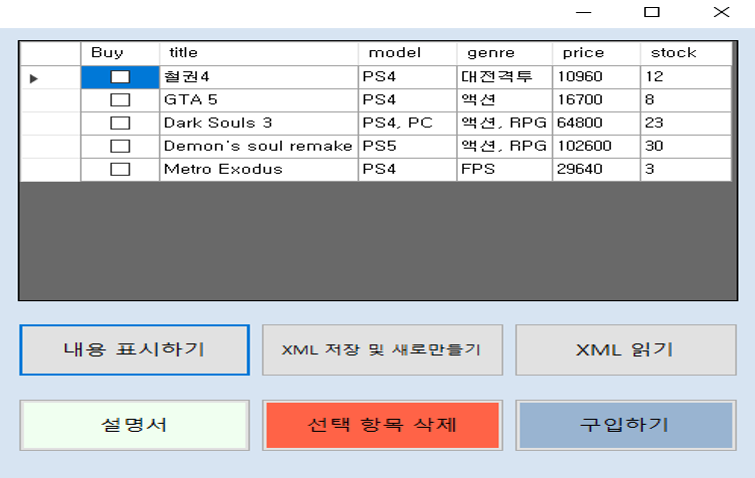 Buy title model genre price stock
철권4 PS4 대전격투 10960 12
GTA 5 PS4 액션 16700 8
Dark Souls 3 PS4, PC 액션, RPG 64800 23
Demon's soul remake PS5 액션, RPG 102600 30
Metro Exodus PS4 FPS 29640 3
내용 표시하기 XML 저장 및 새로만들기 XML 읽기
설명서 선택 항목 삭제 구입하기